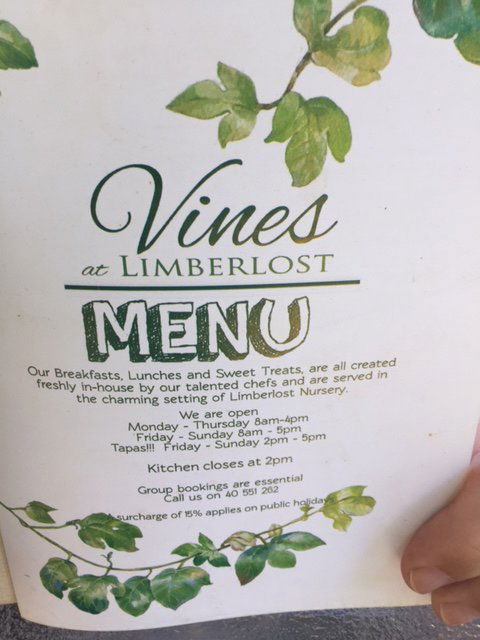 Vines
at LIMBERLOST
MENU
Our Breakfasts, Lunches and Sweet Treats, are all created
freshly in-house by our talented chefs and are served in
the charming setting of Limberlost Nursery.
We are open
Monday - Thursday 8am-4pm
Friday - Sunday 8am - 5pm
Tapas!!! Friday - Sunday 2pm - 5pm
Kitchen closes at 2pm
Group bookings are essential
Call us on 40 551 262
A surcharge of 15% applies on public holidays